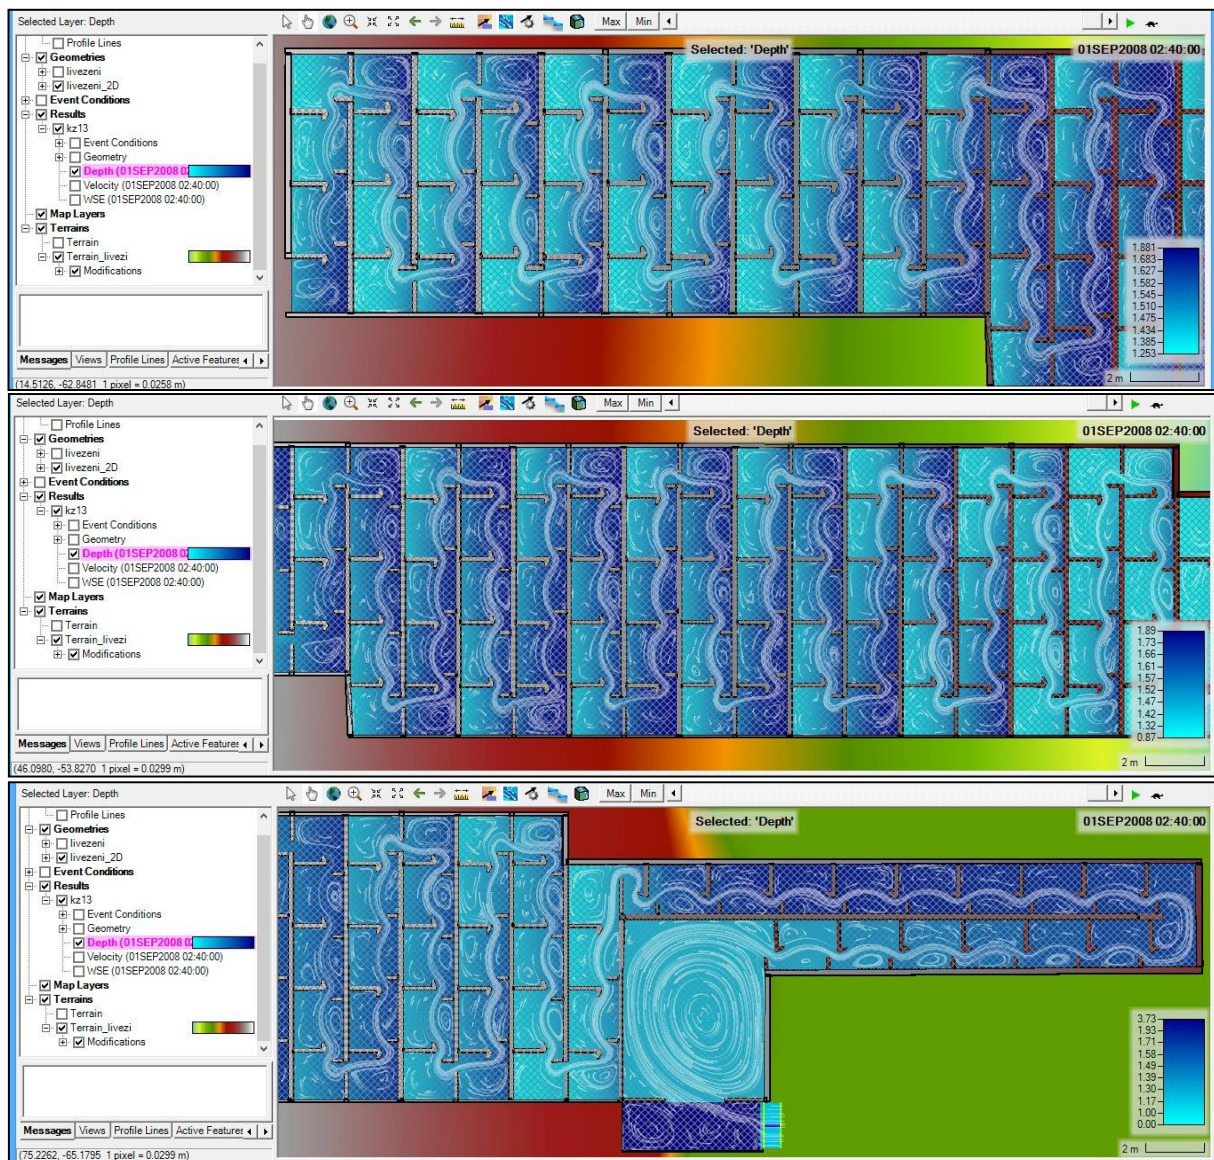 Selected Layer: Depth
Max
Min
Profile Lines
Geometries
livezeni
livezeni_2D
Event Conditions
Results
kz13
Event Conditions
Geometry
Depth (01SEP2008 02
Velocity (01SEP2008 02:40:00)
WSE (01SEP2008 02:40:00)
Map Layers
Terrains
Terrain
Terrain_livezi
Modifications
Messages
Views
Profile Lines
Active Features
(14.5126, -62.8481 1 pixel = 0.0258 m)
Selected: 'Depth'
01SEP2008 02:40:00
1.881
1.683
1.627
1.582
1.545
1.510
1.475
1.434
1.385
1.253
2 m
Selected Layer: Depth
Max
Min
Profile Lines
Geometries
livezeni
livezeni_2D
Event Conditions
Results
kz13
Event Conditions
Geometry
Depth (01SEP2008 0
Velocity (01SEP2008 02:40:00)
WSE (01SEP2008 02:40:00)
Map Layers
Terrains
Terrain
Terrain_livezi
Modifications
Messages
Views
Profile Lines
Active Features
(46.0980, -53.8270 1 pixel = 0.0299 m)
Selected: 'Depth'
01SEP2008 02:40:00
1.89
1.73
1.66
1.61
1.57
1.52
1.47
1.42
1.32
0.87
2 m
Selected Layer: Depth
Max
Min
Profile Lines
Geometries
livezeni
livezeni_2D
Event Conditions
Results
kz13
Event Conditions
Geometry
Depth (01SEP2008 0
Velocity (01SEP2008 02:40:00)
WSE (01SEP2008 02:40:00)
Map Layers
Terrains
Terrain
Terrain_livezi
Modifications
Messages
Views
Profile Lines
Active Features
(75.2262, -65.1795 1 pixel = 0.0299 m)
Selected: 'Depth'
01SEP2008 02:40:00
3.73
1.93
1.71
1.58
1.49
1.39
1.30
1.17
1.00
0.00
2 m